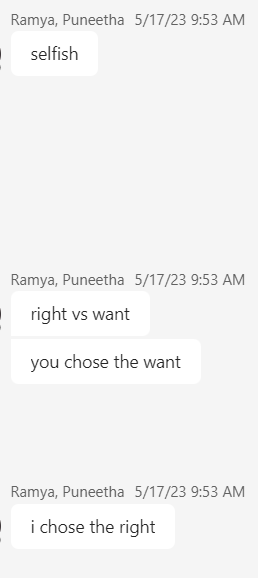 Ramya, Puneetha 5/17/23 9:53 AM
selfish
Ramya, Puneetha 5/17/23 9:53 AM
right vs want
you chose the want
Ramya, Puneetha 5/17/23 9:53 AM
i chose the right